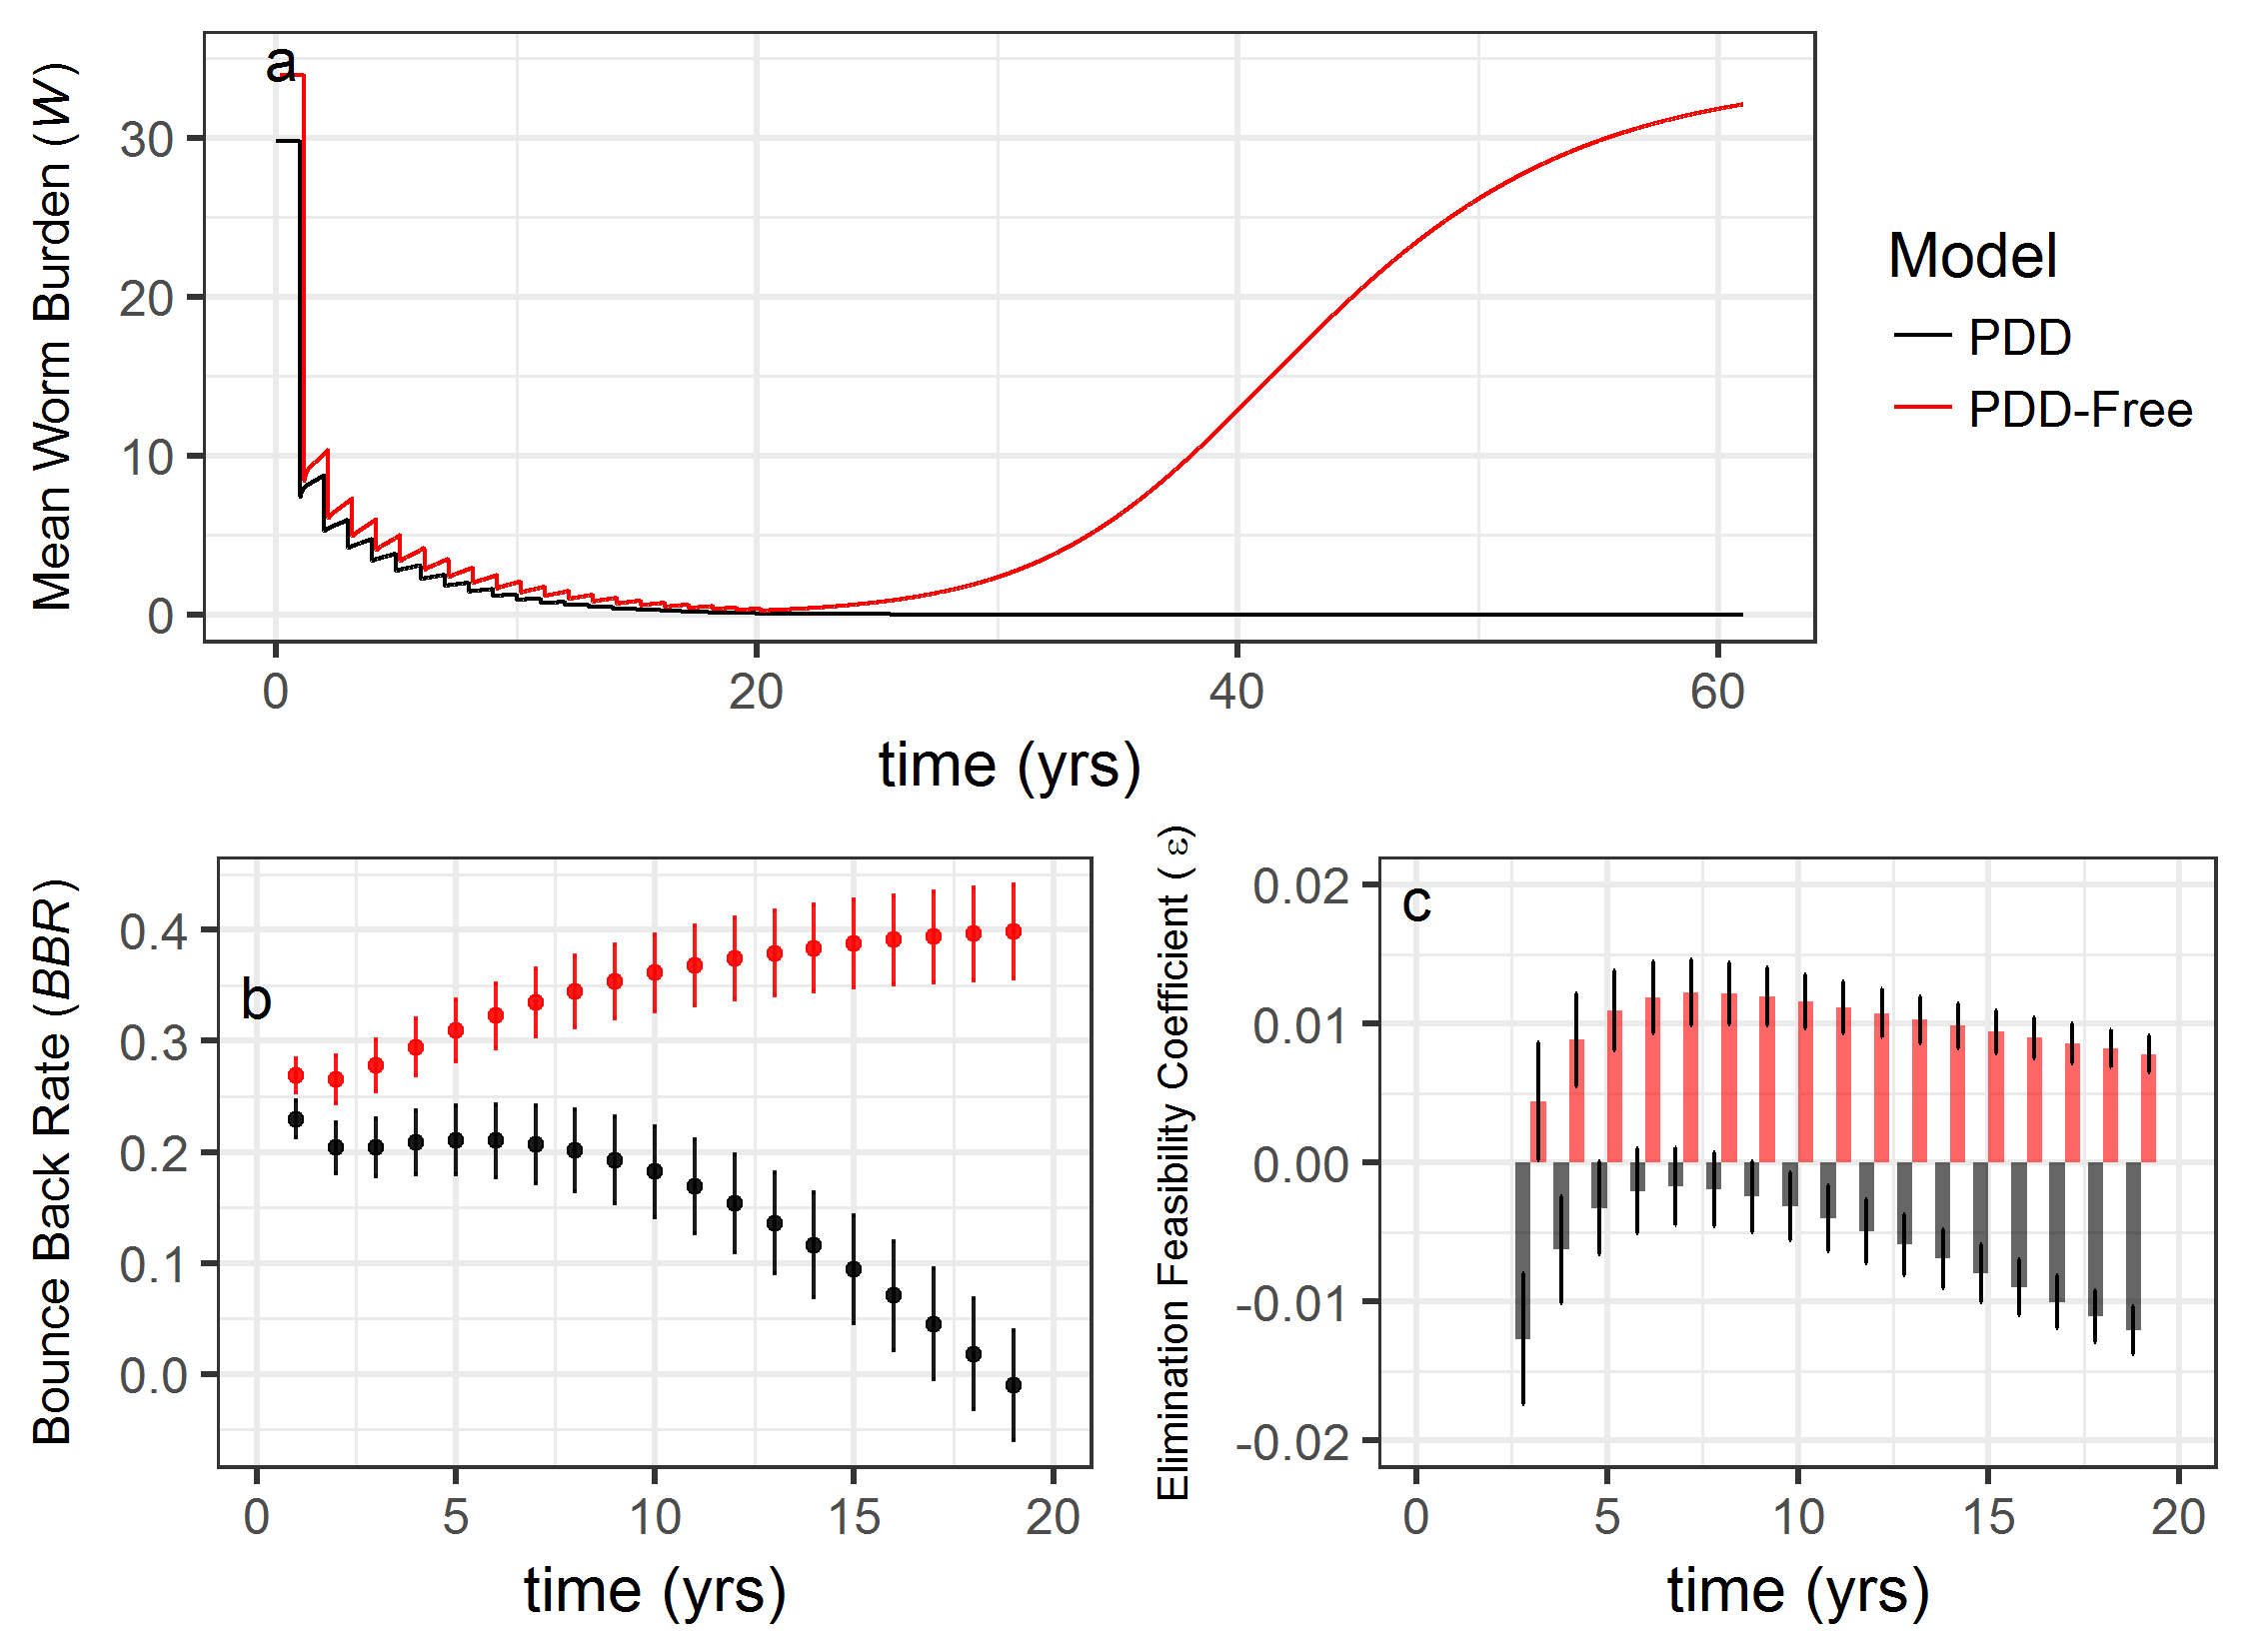 a
Mean Worm Burden (W)
30
20
10
0
0 20 40 60
time (yrs)
Model
PDD
PDD-Free
b
Bounce Back Rate (BBR)
0.4
0.3
0.2
0.1
0.0
0 5 10 15 20
time (yrs)
c
Elimination Feasibility Coefficient ( ε)
0.02
0.01
0.00
-0.01
-0.02
0 5 10 15 20
time (yrs)